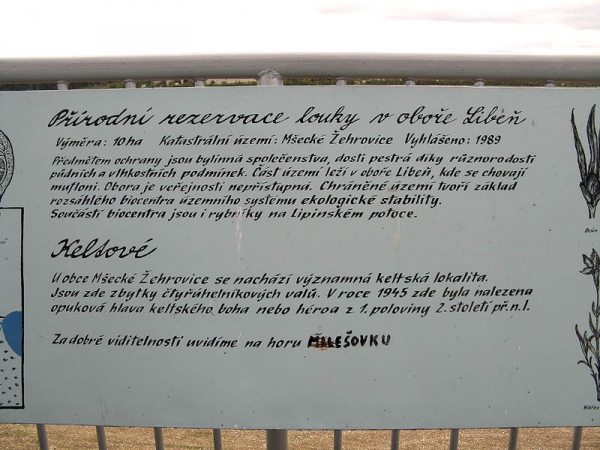 Přírodní rezervace louky v oboře Libeň
Výměra: 10 ha Katastrální území: Mšecké Žehrovice Vyhlášeno: 1989
Předmětem ochrany jsou bylinná společenstva, dosti pestrá díky různorodosti
půdních a vlhkostních podmínek. Část území leží v oboře Libeň, kde se chovají
mufloni. Obora je veřejnosti nepřístupná. Chráněné území tvoří základ
rozsáhlého biocentra územního systému ekologické stability.
Součástí biocentra jsou i rybníky na Lipinském potoce.
Keltové
U obce Mšecké Žehrovice se nachází významná keltská lokalita.
Jsou zde zbytky čtyřúhelníkových valů. V roce 1945 zde byla nalezena
opuková hlava keltského boha nebo héroa z 1. poloviny 2. století př. n. l.
Za dobré viditelnosti uvidíme na horu MILEŠOVKU